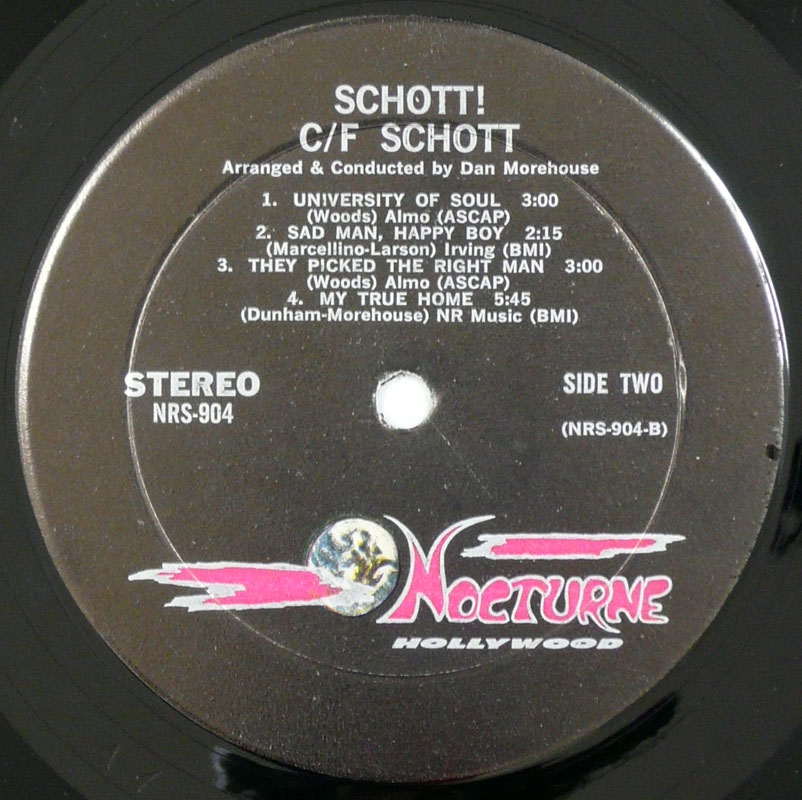 SCHOTT!
C/F SCHOTT
Arranged & Conducted by Dan Morehouse
1. UNIVERSITY OF SOUL 3:00
(Woods) Almo (ASCAP)
2. SAD MAN, HAPPY BOY 2:15
(Marcellino-Larson) Irving (BMI)
3. THEY PICKED THE RIGHT MAN 3:00
(Woods) Almo (ASCAP)
4. MY TRUE HOME 5:45
(Dunham-Morehouse) NR Music (BMI)
STEREO
NRS-904
SIDE TWO
(NRS-904-B)
NOCTURNE
HOLLYWOOD